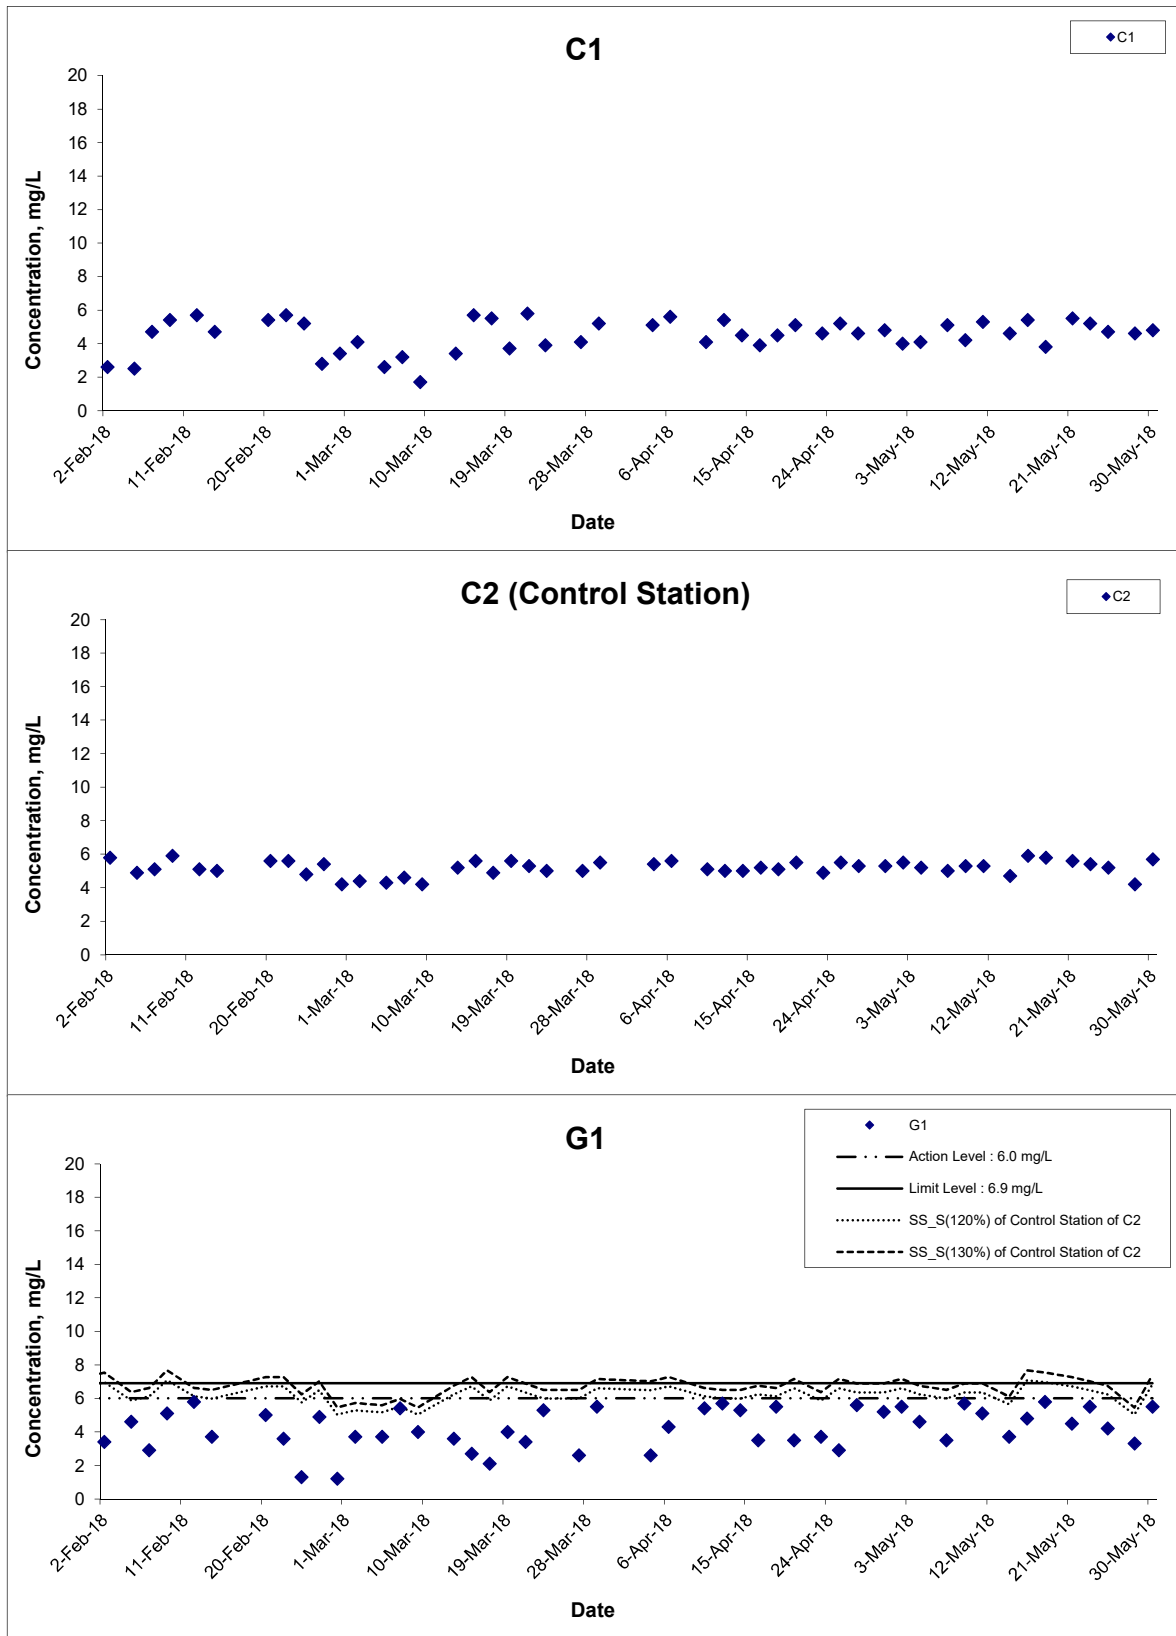 C1
C1
20
18
16
14
12
10
8
6
4
2
0
Concentration, mg/L
2-Feb-18
11-Feb-18
20-Feb-18
1-Mar-18
10-Mar-18
19-Mar-18
28-Mar-18
6-Apr-18
15-Apr-18
24-Apr-18
3-May-18
12-May-18
21-May-18
30-May-18
Date
C2 (Control Station)
C2
20
18
16
14
12
10
8
6
4
2
0
Concentration, mg/L
2-Feb-18
11-Feb-18
20-Feb-18
1-Mar-18
10-Mar-18
19-Mar-18
28-Mar-18
6-Apr-18
15-Apr-18
24-Apr-18
3-May-18
12-May-18
21-May-18
30-May-18
Date
G1
G1
Action Level : 6.0 mg/L
Limit Level : 6.9 mg/L
SS_S(120%) of Control Station of C2
SS_S(130%) of Control Station of C2
20
18
16
14
12
10
8
6
4
2
0
Concentration, mg/L
2-Feb-18
11-Feb-18
20-Feb-18
1-Mar-18
10-Mar-18
19-Mar-18
28-Mar-18
6-Apr-18
15-Apr-18
24-Apr-18
3-May-18
12-May-18
21-May-18
30-May-18
Date